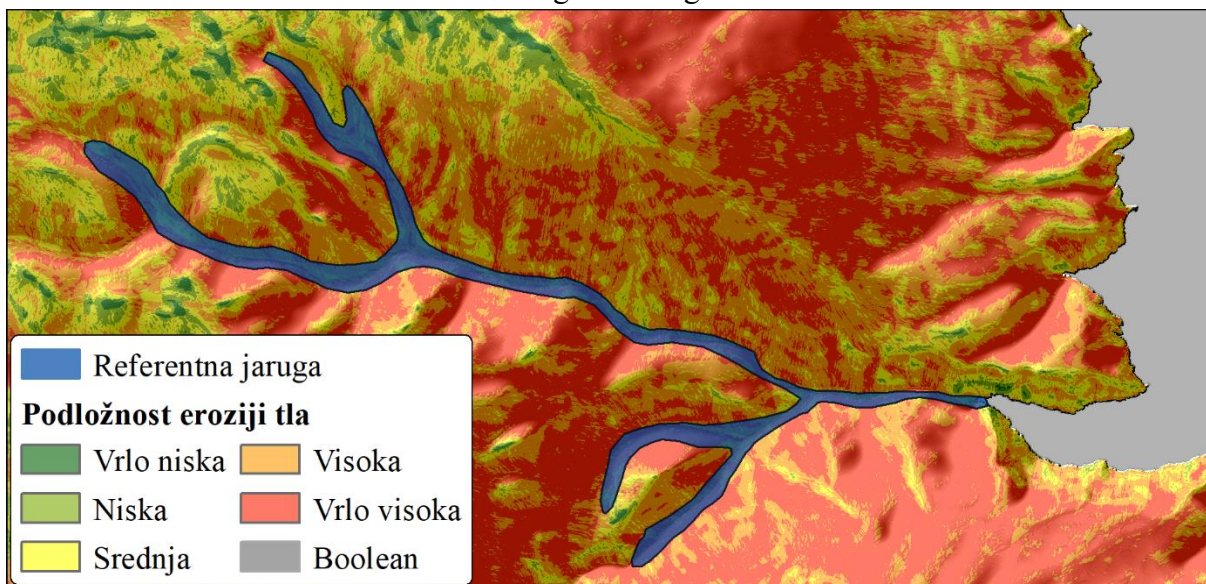 Referentna jaruga
Podložnost eroziji tla
Vrlo niska
Visoka
Niska
Vrlo visoka
Srednja
Boolean